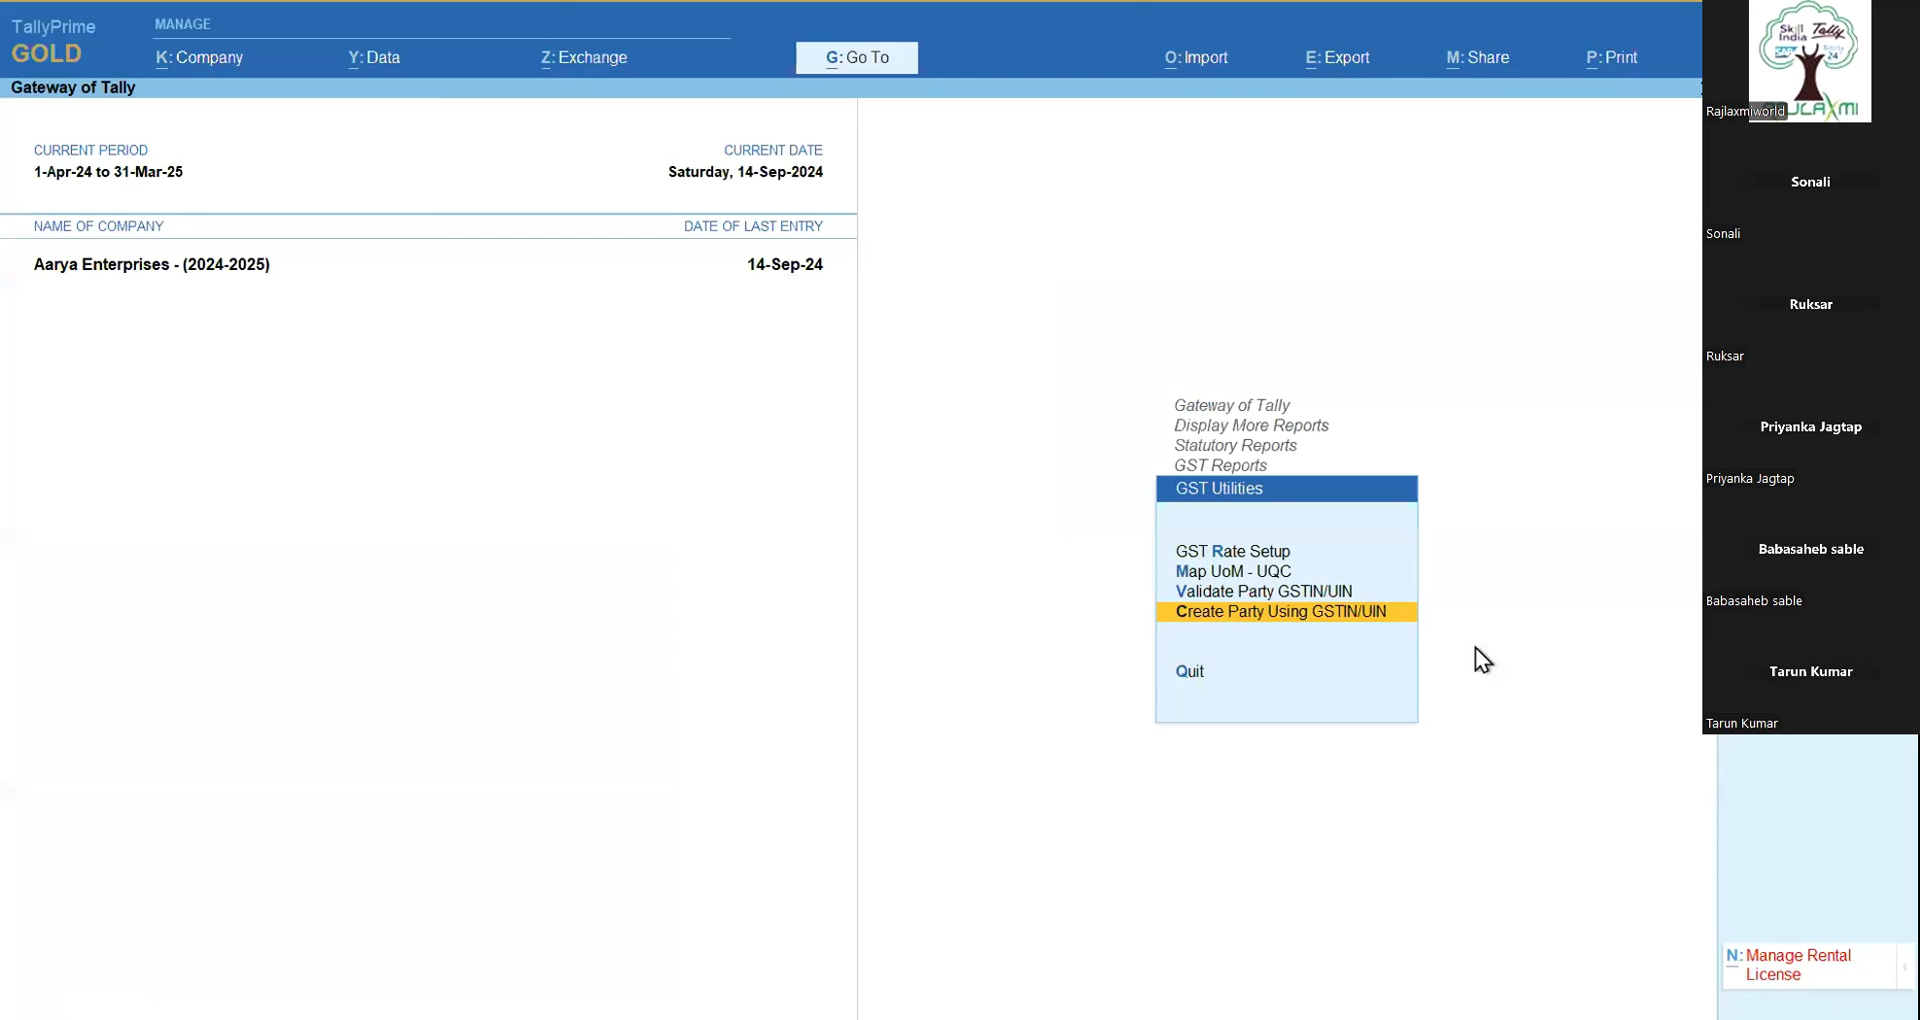 TallyPrime
GOLD
MANAGE
K: Company
Y: Data
Z: Exchange
G: Go To
O: Import
E: Export
M: Share
P: Print
Gateway of Tally
CURRENT PERIOD
CURRENT DATE
1-Apr-24 to 31-Mar-25
Saturday, 14-Sep-2024
NAME OF COMPANY
DATE OF LAST ENTRY
Aarya Enterprises - (2024-2025)
14-Sep-24
Gateway of Tally
Display More Reports
Statutory Reports
GST Reports
GST Utilities
GST Rate Setup
Map UoM - UQC
Validate Party GSTIN/UIN
Create Party Using GSTIN/UIN
Quit
Skill
India
Tally
24
Rajlaxmiworld
Sonali
Sonali
Ruksar
Ruksar
Priyanka Jagtap
Priyanka Jagtap
Babasaheb sable
Babasaheb sable
Tarun Kumar
Tarun Kumar
N: Manage Rental
License